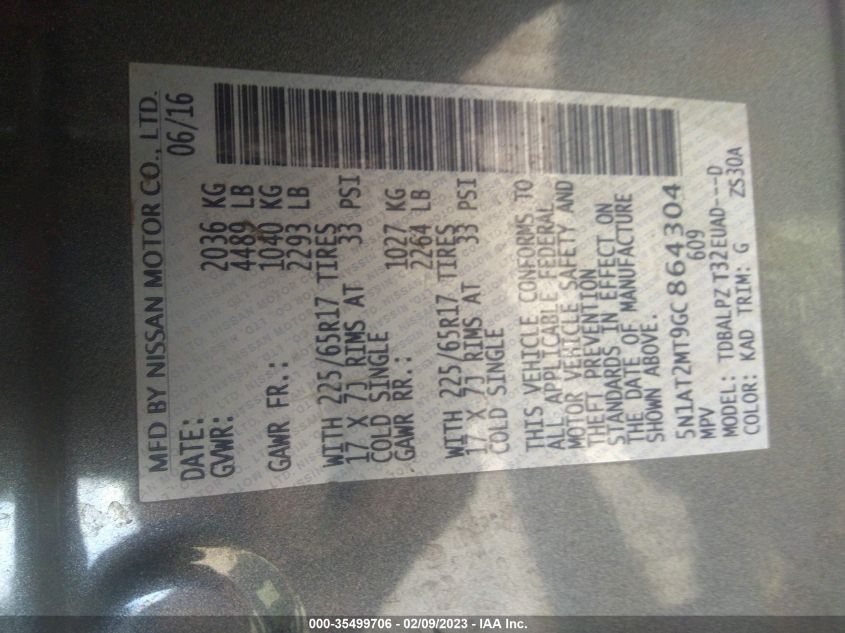 MFD BY NISSAN MOTOR CO., LTD.
DATE: 06/16
GVWR: 2036 KG
4489 LB
GAWR FR.: 1040 KG
2293 LB
WITH 225/65R17 TIRES
17 X 7J RIMS AT 33 PSI
COLD SINGLE
GAWR RR.: 1027 KG
2264 LB
WITH 225/65R17 TIRES
17 X 7J RIMS AT 33 PSI
COLD SINGLE
THIS VEHICLE CONFORMS TO
ALL APPLICABLE FEDERAL
MOTOR VEHICLE SAFETY AND
THEFT PREVENTION
STANDARDS IN EFFECT ON
THE DATE OF MANUFACTURE
SHOWN ABOVE.
5N1AT2MT9GC864304
MPV 609
MODEL: TDBALPZ T32EUAD---D
COLOR: KAD TRIM: G ZS30A
000-35499706 - 02/09/2023 - IAA Inc.